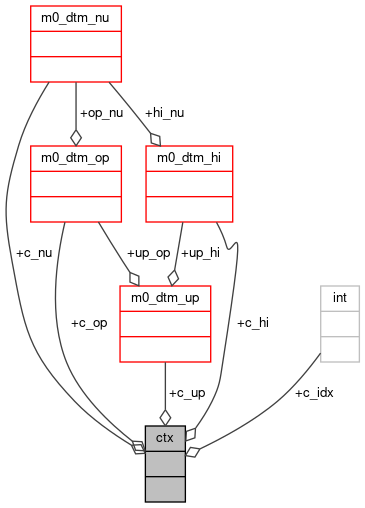 m0_dtm_nu
+op_nu
+hi_nu
m0_dtm_op
m0_dtm_hi
+c_nu
+up_op
+up_hi
m0_dtm_up
int
+c_op
+c_hi
+c_up
+c_idx
ctx